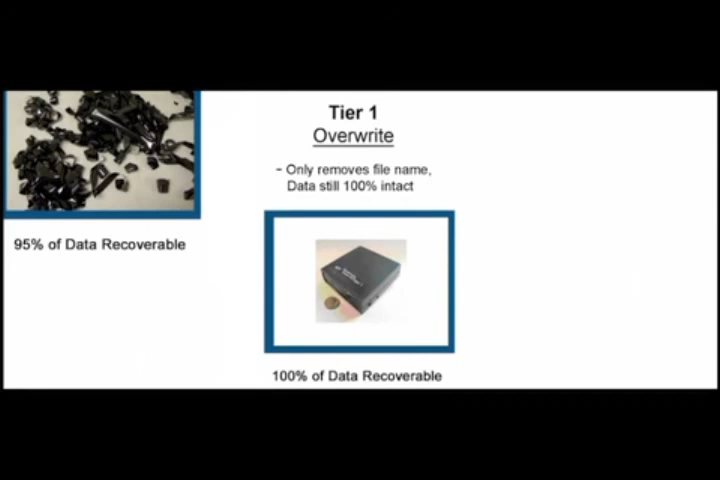 Tier 1
Overwrite
- Only removes file name,
Data still 100% intact
95% of Data Recoverable
100% of Data Recoverable